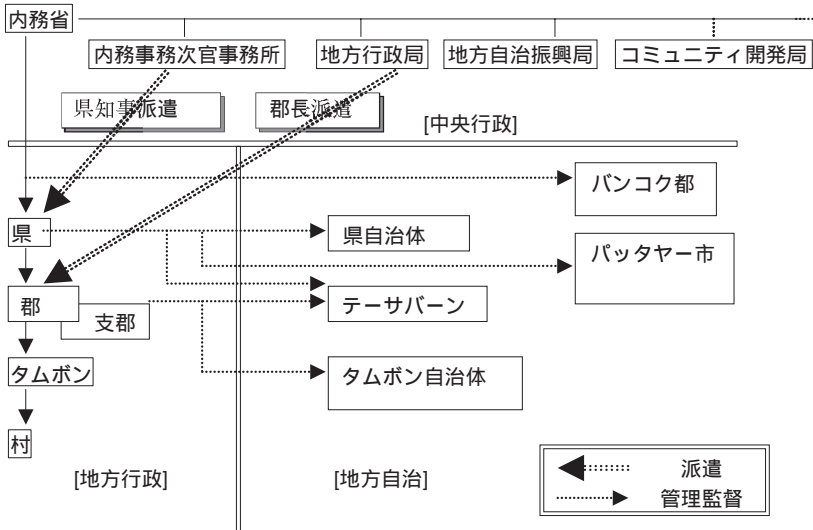 内務省
内務事務次官事務所
地方行政局
地方自治振興局
コミュニティ開発局
県知事派遣
郡長派遣
[中央行政]
バンコク都
県
県自治体
パッタヤー市
郡
支郡
テーサバーン
タムボン
タムボン自治体
村
[地方行政]
[地方自治]
派遣
管理監督